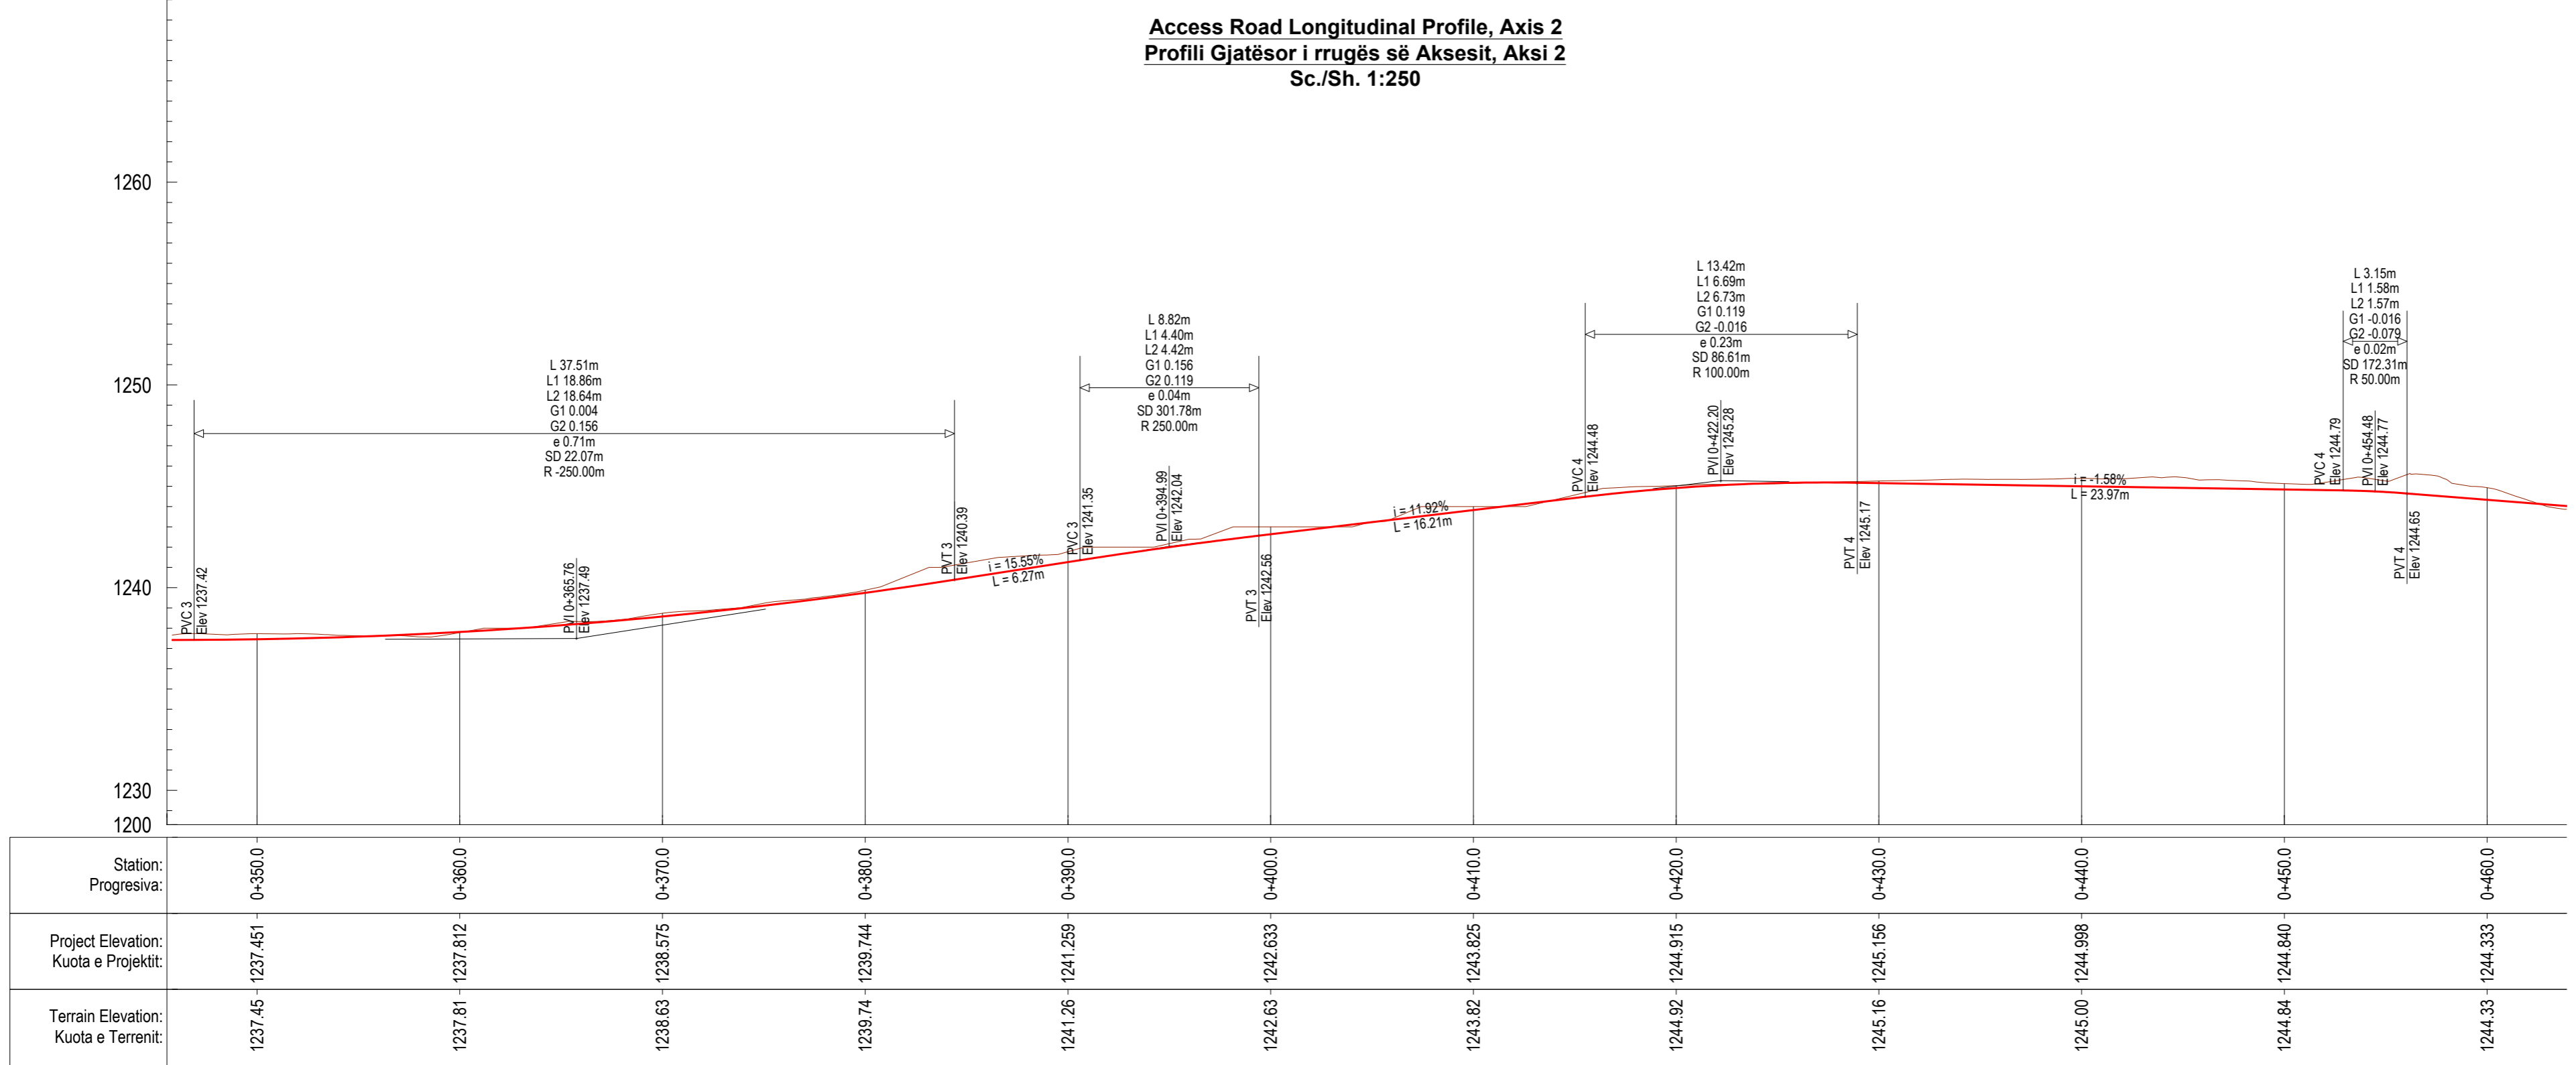 Access Road Longitudinal Profile, Axis 2
Profili Gjatësor i rrugës së Aksesit, Aksi 2
Sc./Sh. 1:250
1260
1250
1240
1230
1200
L 37.51m
L1 18.86m
L2 18.64m
G1 0.004
G2 0.156
e 0.71m
SD 22.07m
R -250.00m
PVC 3
Elev 1237.42
PVI 0+365.76
Elev 1237.49
PVT 3
Elev 1240.39
i = 15.55%
L = 6.27m
L 8.82m
L1 4.40m
L2 4.42m
G1 0.156
G2 0.119
e 0.04m
SD 301.78m
R 250.00m
PVC 3
Elev 1241.35
PVI 0+394.99
Elev 1242.04
PVT 3
Elev 1242.56
i = 11.92%
L = 16.21m
L 13.42m
L1 6.69m
L2 6.73m
G1 0.119
G2 -0.016
e 0.23m
SD 86.61m
R 100.00m
PVC 4
Elev 1244.48
PVI 0+422.20
Elev 1245.28
PVT 4
Elev 1245.17
i = -1.58%
L = 23.97m
L 3.15m
L1 1.58m
L2 1.57m
G1 -0.016
G2 -0.079
e 0.02m
SD 172.31m
R 50.00m
PVC 4
Elev 1244.79
PVI 0+454.48
Elev 1244.77
PVT 4
Elev 1244.65
Station:
Progresiva:
0+350.0 0+360.0 0+370.0 0+380.0 0+390.0 0+400.0 0+410.0 0+420.0 0+430.0 0+440.0 0+450.0 0+460.0
Project Elevation:
Kuota e Projektit:
1237.451 1237.812 1238.575 1239.744 1241.259 1242.633 1243.825 1244.915 1245.156 1244.998 1244.840 1244.333
Terrain Elevation:
Kuota e Terrenit:
1237.45 1237.81 1238.63 1239.74 1241.26 1242.63 1243.82 1244.92 1245.16 1245.00 1244.84 1244.33